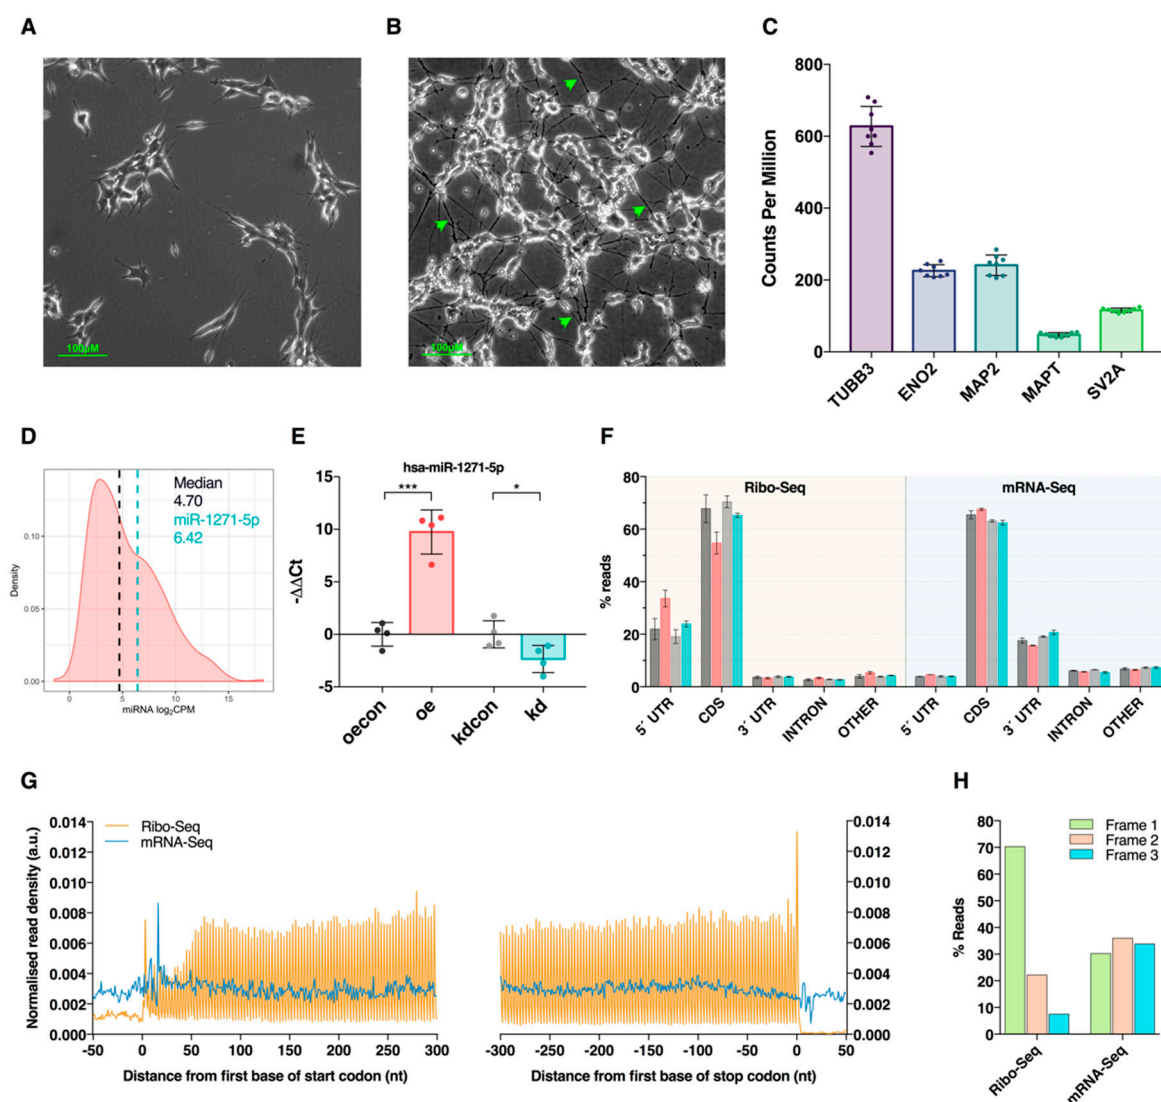 A
B
C
100µM
100µM
Counts Per Million
800
600
400
200
0
TUBB3
ENO2
MAP2
MAPT
SV2A
D
E
F
Median
4.70
miR-1271-5p
6.42
Density
0.10
0.05
0.00
0
5
10
15
miRNA log2CPM
hsa-miR-1271-5p
***
*
-ΔΔCt
15
10
5
0
-5
oecon
oe
kdcon
kd
Ribo-Seq
mRNA-Seq
% reads
80
60
40
20
0
5´ UTR
CDS
3´ UTR
INTRON
OTHER
5´ UTR
CDS
3´ UTR
INTRON
OTHER
G
H
Normalised read density (a.u.)
Ribo-Seq
mRNA-Seq
0.014
0.012
0.010
0.008
0.006
0.004
0.002
0.000
-50
0
50
100
150
200
250
300
Distance from first base of start codon (nt)
0.014
0.012
0.010
0.008
0.006
0.004
0.002
0.000
-300
-250
-200
-150
-100
-50
0
50
Distance from first base of stop codon (nt)
% Reads
80
70
60
50
40
30
20
10
0
Frame 1
Frame 2
Frame 3
Ribo-Seq
mRNA-Seq